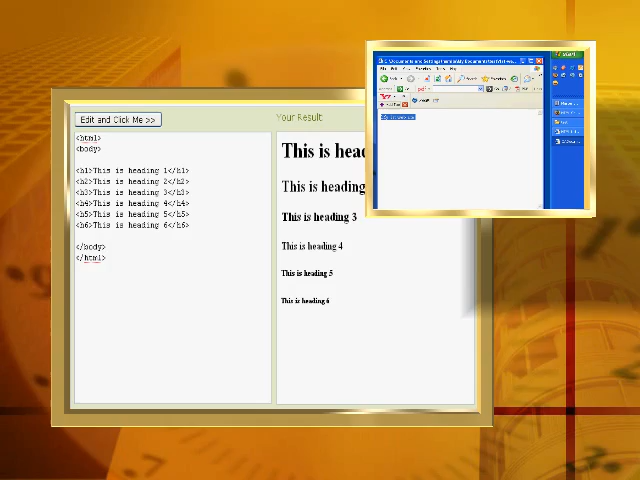 Edit and Click Me >>
Your Result:
<html>
<body>
<h1>This is heading 1</h1>
<h2>This is heading 2</h2>
<h3>This is heading 3</h3>
<h4>This is heading 4</h4>
<h5>This is heading 5</h5>
<h6>This is heading 6</h6>
</body>
</html>
This is head
This is heading
This is heading 3
This is heading 4
This is heading 5
This is heading 6
start
Search
Favorites